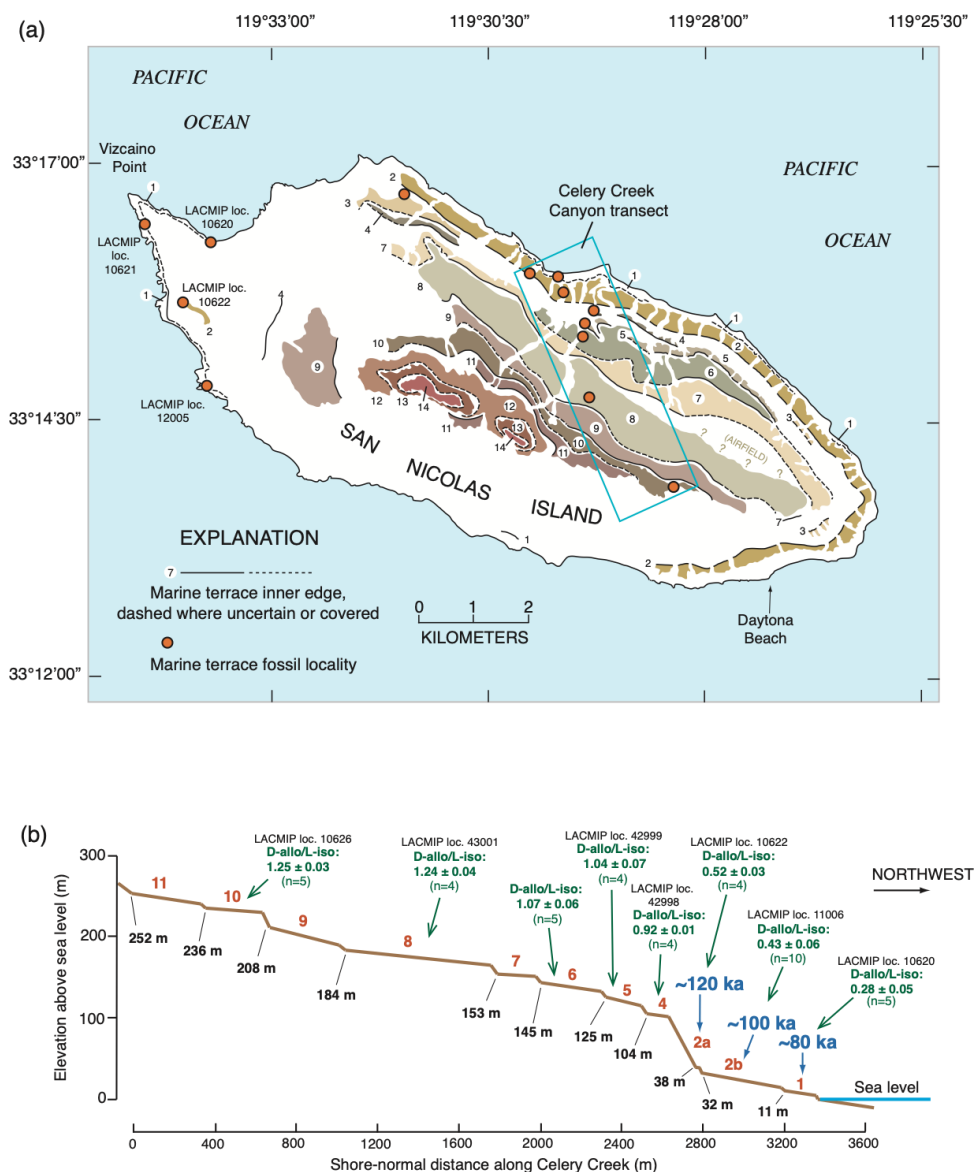 (a)
119°33’00”
119°30’30”
119°28’00”
119°25’30”
33°17’00”
33°14’30”
33°12’00”
PACIFIC
OCEAN
PACIFIC
OCEAN
Vizcaino
Point
1
LACMIP loc.
10620
LACMIP
loc.
10621
LACMIP loc.
10622
1
2
4
9
LACMIP loc.
12005
Celery Creek
Canyon transect
2
3
4
7
8
9
10
11
12
13
14
11
12
13
14
11
10
9
8
5
4
5
6
7
1
1
2
3
1
(AIRFIELD)
? ? ? ? ?
7
3
2
1
SAN NICOLAS ISLAND
Daytona
Beach
EXPLANATION
7
Marine terrace inner edge,
dashed where uncertain or covered
Marine terrace fossil locality
0 1 2
KILOMETERS
(b)
Elevation above sea level (m)
300
200
100
0
LACMIP loc. 10626
D-allo/L-iso:
1.25 ± 0.03
(n=5)
LACMIP loc. 43001
D-allo/L-iso:
1.24 ± 0.04
(n=4)
D-allo/L-iso:
1.07 ± 0.06
(n=5)
LACMIP loc. 42999
D-allo/L-iso:
1.04 ± 0.07
(n=4)
LACMIP loc.
42998
D-allo/L-iso:
0.92 ± 0.01
(n=4)
LACMIP loc. 10622
D-allo/L-iso:
0.52 ± 0.03
(n=4)
LACMIP loc. 11006
D-allo/L-iso:
0.43 ± 0.06
(n=10)
LACMIP loc. 10620
D-allo/L-iso:
0.28 ± 0.05
(n=5)
NORTHWEST
~120 ka
~100 ka
~80 ka
11
10
9
8
7
6
5
4
2a
2b
1
252 m
236 m
208 m
184 m
153 m
145 m
125 m
104 m
38 m
32 m
11 m
Sea level
0 400 800 1200 1600 2000 2400 2800 3200 3600
Shore-normal distance along Celery Creek (m)